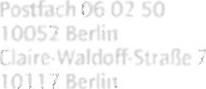 Postfach 06 02 50
10052 Berlin
Claire-Waldoff-Straße 7
10117 Berlin